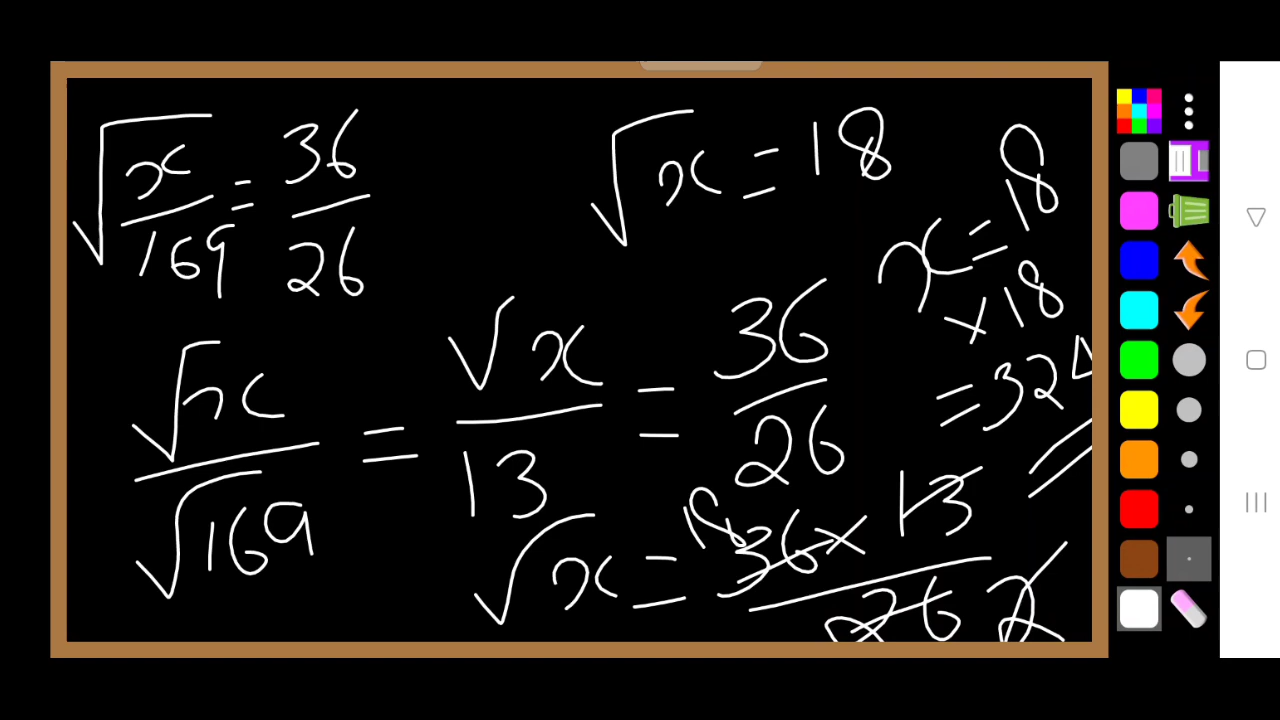 √(x/169) = 36/26
√x/√169 = √x/13 = 36/26
√x = 36 × 13 / 26 18 2
√x = 18
x = 18
× 18
= 324